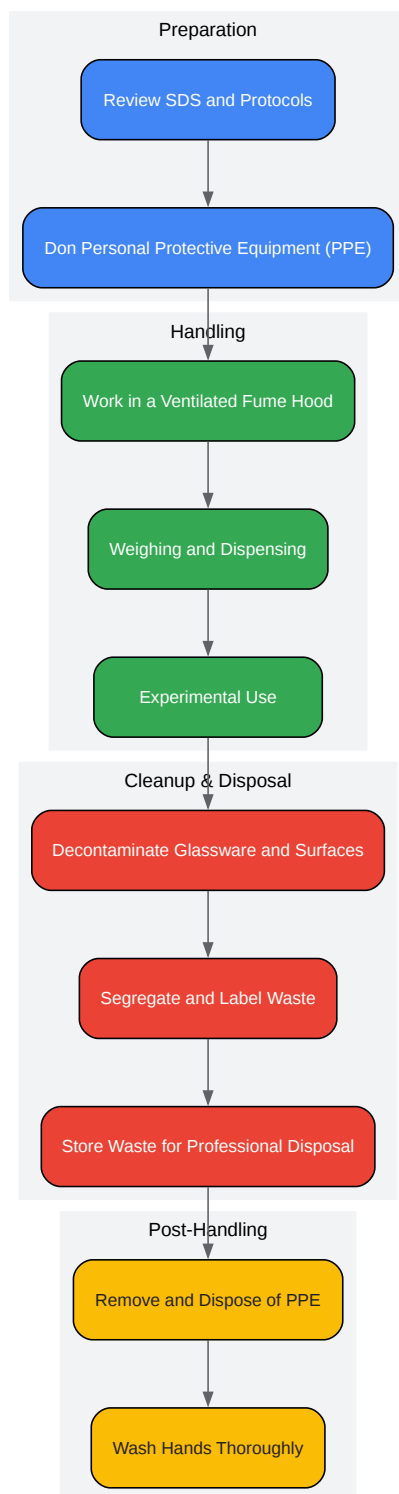 Preparation
Review SDS and Protocols
Don Personal Protective Equipment (PPE)
Handling
Work in a Ventilated Fume Hood
Weighing and Dispensing
Experimental Use
Cleanup & Disposal
Decontaminate Glassware and Surfaces
Segregate and Label Waste
Store Waste for Professional Disposal
Post-Handling
Remove and Dispose of PPE
Wash Hands Thoroughly